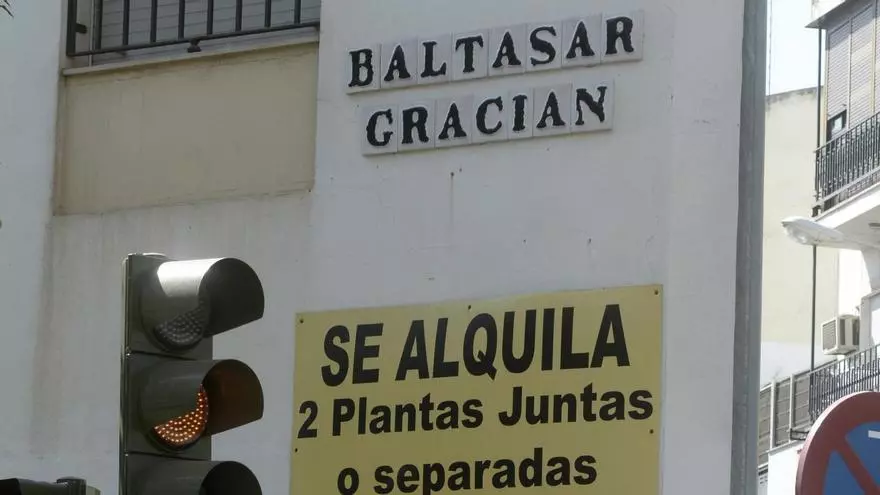 BALTASAR
GRACIAN
SE ALQUILA
2 Plantas Juntas
o separadas